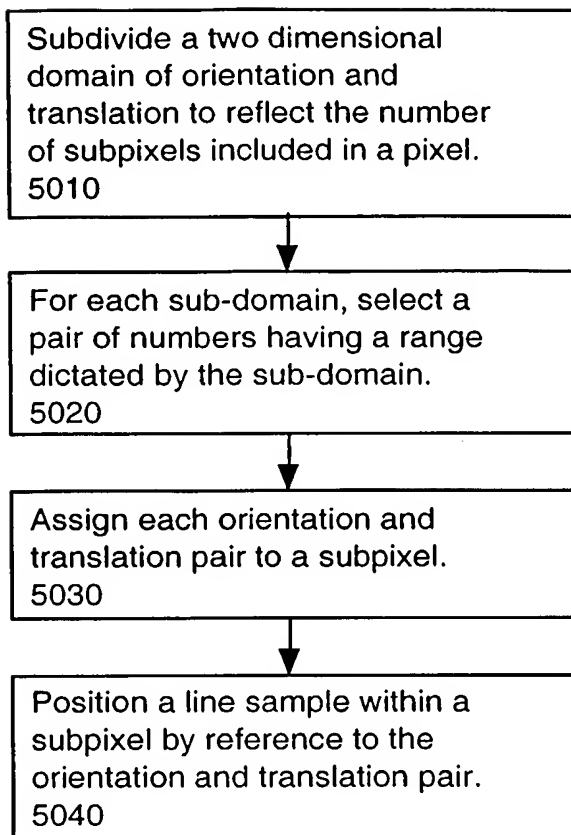 Subdivide a two dimensional
domain of orientation and
translation to reflect the number
of subpixels included in a pixel.
5010
For each sub-domain, select a
pair of numbers having a range
dictated by the sub-domain.
5020
Assign each orientation and
translation pair to a subpixel.
5030
Position a line sample within a
subpixel by reference to the
orientation and translation pair.
5040